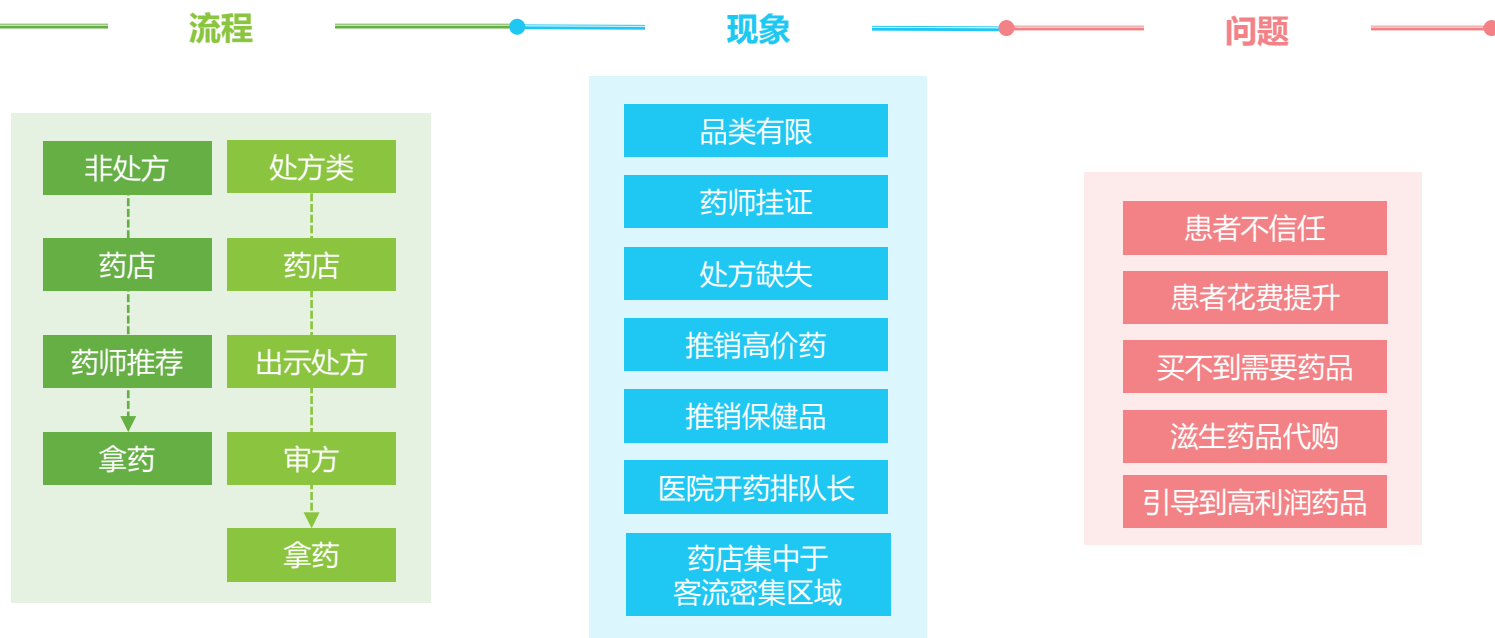 流程
现象
问题
非处方
药店
药师推荐
拿药
处方类
药店
出示处方
审方
拿药
品类有限
药师挂证
处方缺失
推销高价药
推销保健品
医院开药排队长
药店集中于
客流密集区域
患者不信任
患者花费提升
买不到需要药品
滋生药品代购
引导到高利润药品